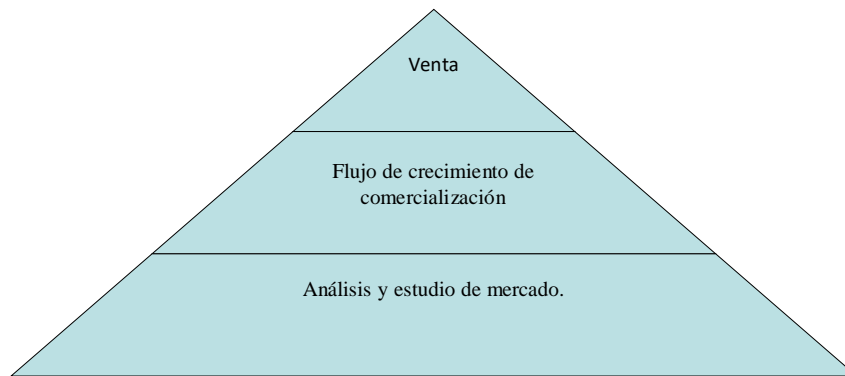 Venta
Flujo de crecimiento de
comercialización
Análisis y estudio de mercado.